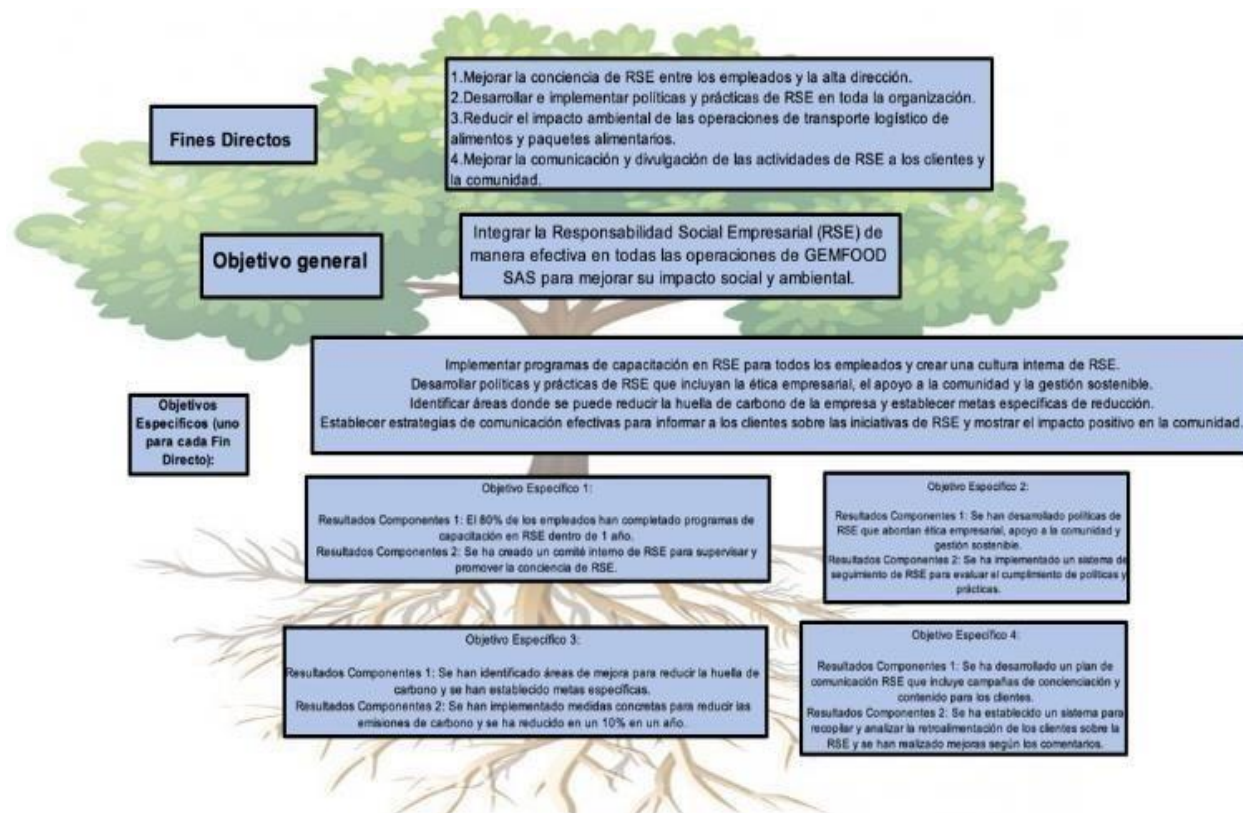 Fines Directos
1.Mejorar la conciencia de RSE entre los empleados y la alta dirección.
2.Desarrollar e implementar políticas y prácticas de RSE en toda la organización.
3.Reducir el impacto ambiental de las operaciones de transporte logístico de
alimentos y paquetes alimentarios.
4.Mejorar la comunicación y divulgación de las actividades de RSE a los clientes y
la comunidad.
Objetivo general
Integrar la Responsabilidad Social Empresarial (RSE) de
manera efectiva en todas las operaciones de GEMFOOD
SAS para mejorar su impacto social y ambiental.
Objetivos
Específicos (uno
para cada Fin
Directo):
Implementar programas de capacitación en RSE para todos los empleados y crear una cultura interna de RSE.
Desarrollar políticas y prácticas de RSE que incluyan la ética empresarial, el apoyo a la comunidad y la gestión sostenible.
Identificar áreas donde se puede reducir la huella de carbono de la empresa y establecer metas específicas de reducción.
Establecer estrategias de comunicación efectivas para informar a los clientes sobre las iniciativas de RSE y mostrar el impacto positivo en la comunidad.
Objetivo Específico 1:
Resultados Componentes 1: El 80% de los empleados han completado programas de
capacitación en RSE dentro de 1 año.
Resultados Componentes 2: Se ha creado un comité interno de RSE para supervisar y
promover la conciencia de RSE.
Objetivo Específico 2:
Resultados Componentes 1: Se han desarrollado políticas de
RSE que abordan ética empresarial, apoyo a la comunidad y
gestión sostenible.
Resultados Componentes 2: Se ha implementado un sistema de
seguimiento de RSE para evaluar el cumplimiento de políticas y
prácticas.
Objetivo Específico 3:
Resultados Componentes 1: Se han identificado áreas de mejora para reducir la huella de
carbono y se han establecido metas específicas.
Resultados Componentes 2: Se han implementado medidas concretas para reducir las
emisiones de carbono y se ha reducido en un 10% en un año.
Objetivo Específico 4:
Resultados Componentes 1: Se ha desarrollado un plan de
comunicación RSE que incluye campañas de concienciación y
contenido para los clientes.
Resultados Componentes 2: Se ha establecido un sistema para
recopilar y analizar la retroalimentación de los clientes sobre la
RSE y se han realizado mejoras según los comentarios.